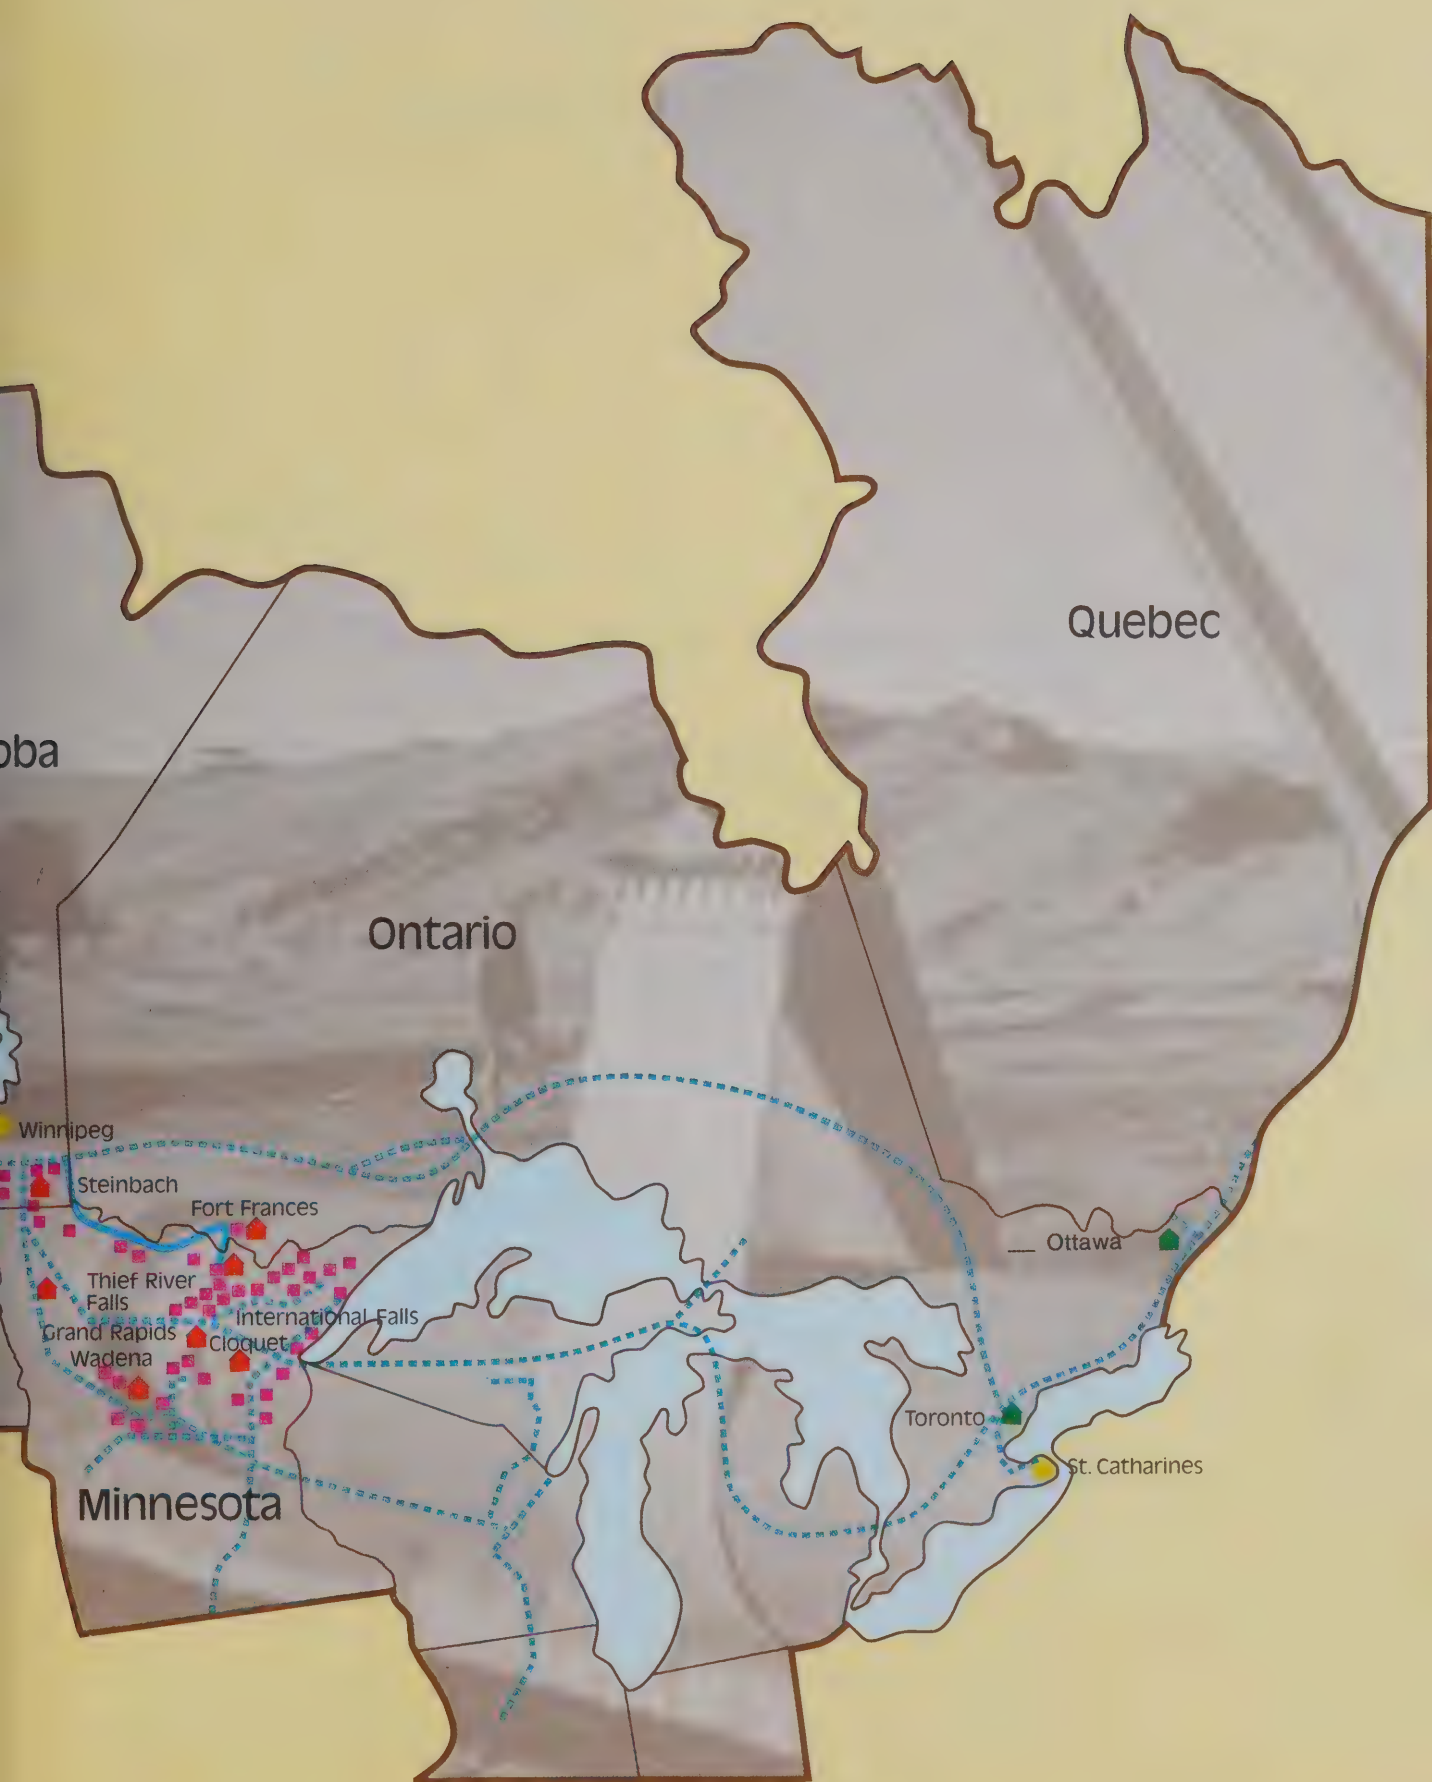 Quebec
oba
Ontario
Winnipeg
Steinbach
Fort Frances
Ottawa
Thief River
Falls
International Falls
Grand Rapids
Cloquet
Wadena
Toronto
St. Catharines
Minnesota